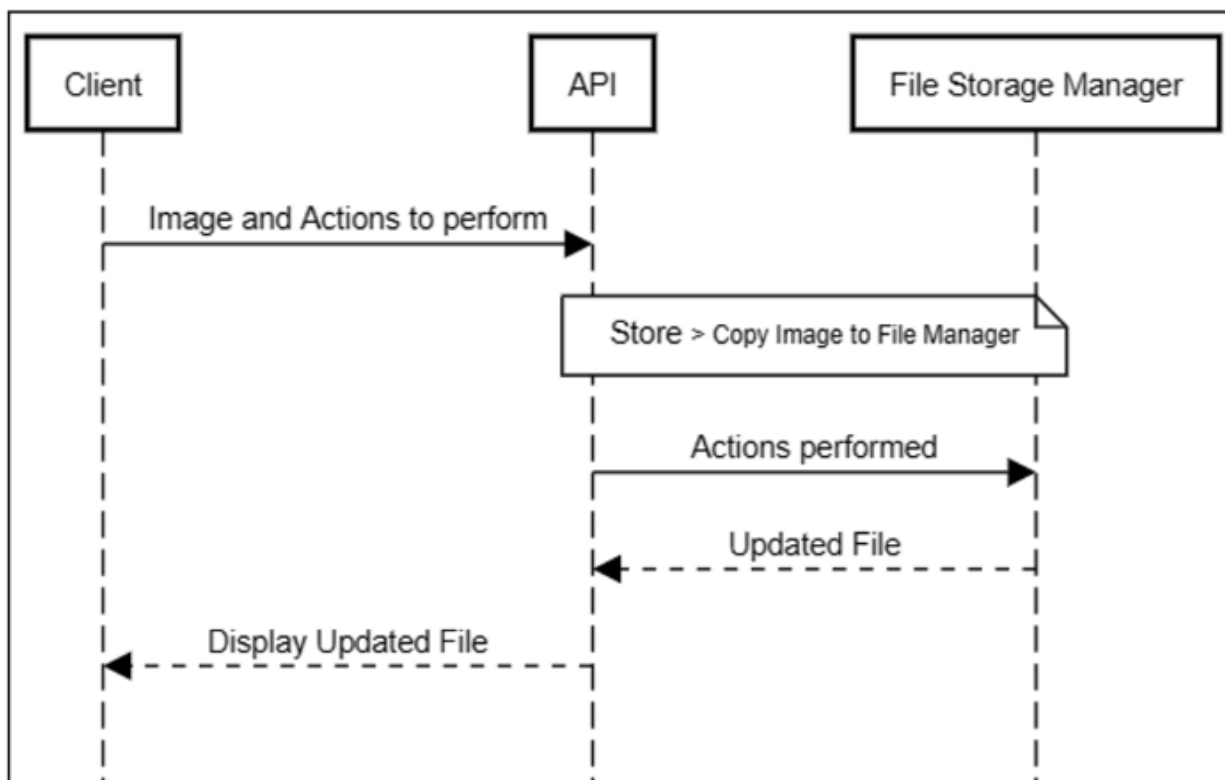 Client
API
File Storage Manager
Image and Actions to perform
Store > Copy Image to File Manager
Actions performed
Updated File
Display Updated File